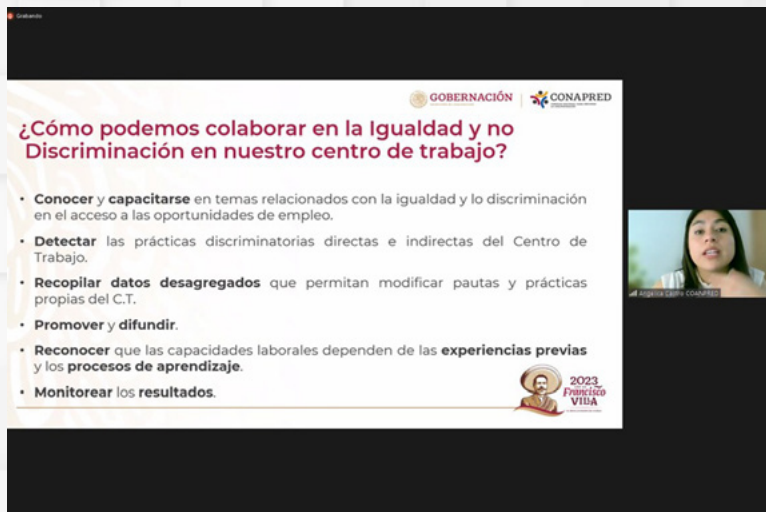 Grabando
GOBERNACIÓN
CONAPRED
¿Cómo podemos colaborar en la Igualdad y no
Discriminación en nuestro centro de trabajo?
• Conocer y capacitarse en temas relacionados con la igualdad y lo discriminación
en el acceso a las oportunidades de empleo.
• Detectar las prácticas discriminatorias directas e indirectas del Centro de
Trabajo.
• Recopilar datos desagregados que permitan modificar pautas y prácticas
propias del C.T.
• Promover y difundir.
• Reconocer que las capacidades laborales dependen de las experiencias previas
y los procesos de aprendizaje.
• Monitorear los resultados.
2023
Francisco
VILLA
Angelica Castro COANPRED